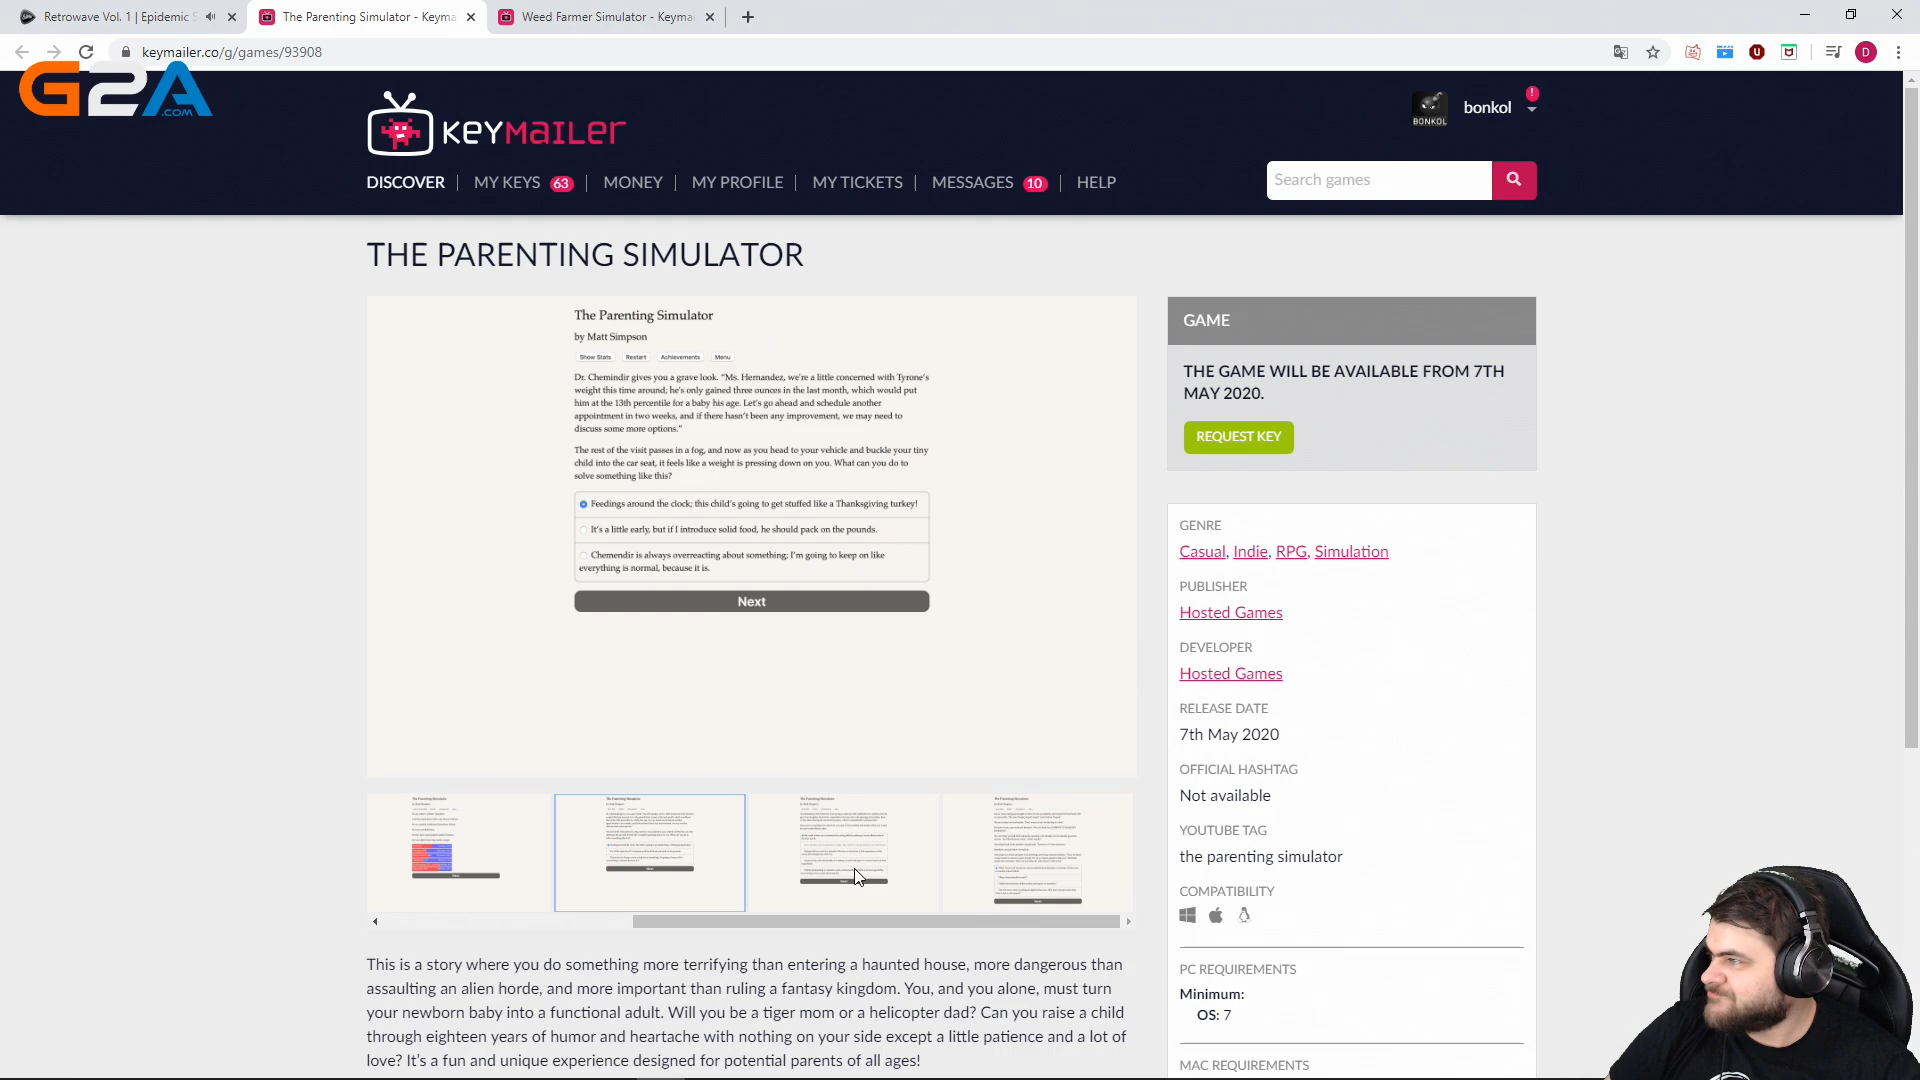 Retrowave Vol. 1 | Epidemic S
The Parenting Simulator - Keyma
Weed Farmer Simulator - Keymai
keymailer.co/g/games/93908
D
G2A
.COM
KEYMAILER
BONKOL
bonkol
!
DISCOVER
MY KEYS 63
MONEY
MY PROFILE
MY TICKETS
MESSAGES 10
HELP
Search games
THE PARENTING SIMULATOR
The Parenting Simulator
by Matt Simpson
Show Stats Restart Achievements Menu
Dr. Chemindir gives you a grave look. “Ms. Hernandez, we're a little concerned with Tyrone’s
weight this time around; he's only gained three ounces in the last month, which would put
him at the 13th percentile for a baby his age. Let's go ahead and schedule another
appointment in two weeks, and if there hasn’t been any improvement, we may need to
discuss some more options.”
The rest of the visit passes in a fog, and now as you head to your vehicle and buckle your tiny
child into the car seat, it feels like a weight is pressing down on you. What can you do to
solve something like this?
Feedings around the clock; this child’s going to get stuffed like a Thanksgiving turkey!
It’s a little early, but if I introduce solid food, he should pack on the pounds.
Chemendir is always overreacting about something; I'm going to keep on like
everything is normal, because it is.
Next
GAME
THE GAME WILL BE AVAILABLE FROM 7TH
MAY 2020.
REQUEST KEY
GENRE
Casual, Indie, RPG, Simulation
PUBLISHER
Hosted Games
DEVELOPER
Hosted Games
RELEASE DATE
7th May 2020
OFFICIAL HASHTAG
Not available
YOUTUBE TAG
the parenting simulator
COMPATIBILITY
PC REQUIREMENTS
Minimum:
OS: 7
MAC REQUIREMENTS
This is a story where you do something more terrifying than entering a haunted house, more dangerous than
assaulting an alien horde, and more important than ruling a fantasy kingdom. You, and you alone, must turn
your newborn baby into a functional adult. Will you be a tiger mom or a helicopter dad? Can you raise a child
through eighteen years of humor and heartache with nothing on your side except a little patience and a lot of
love? It’s a fun and unique experience designed for potential parents of all ages!